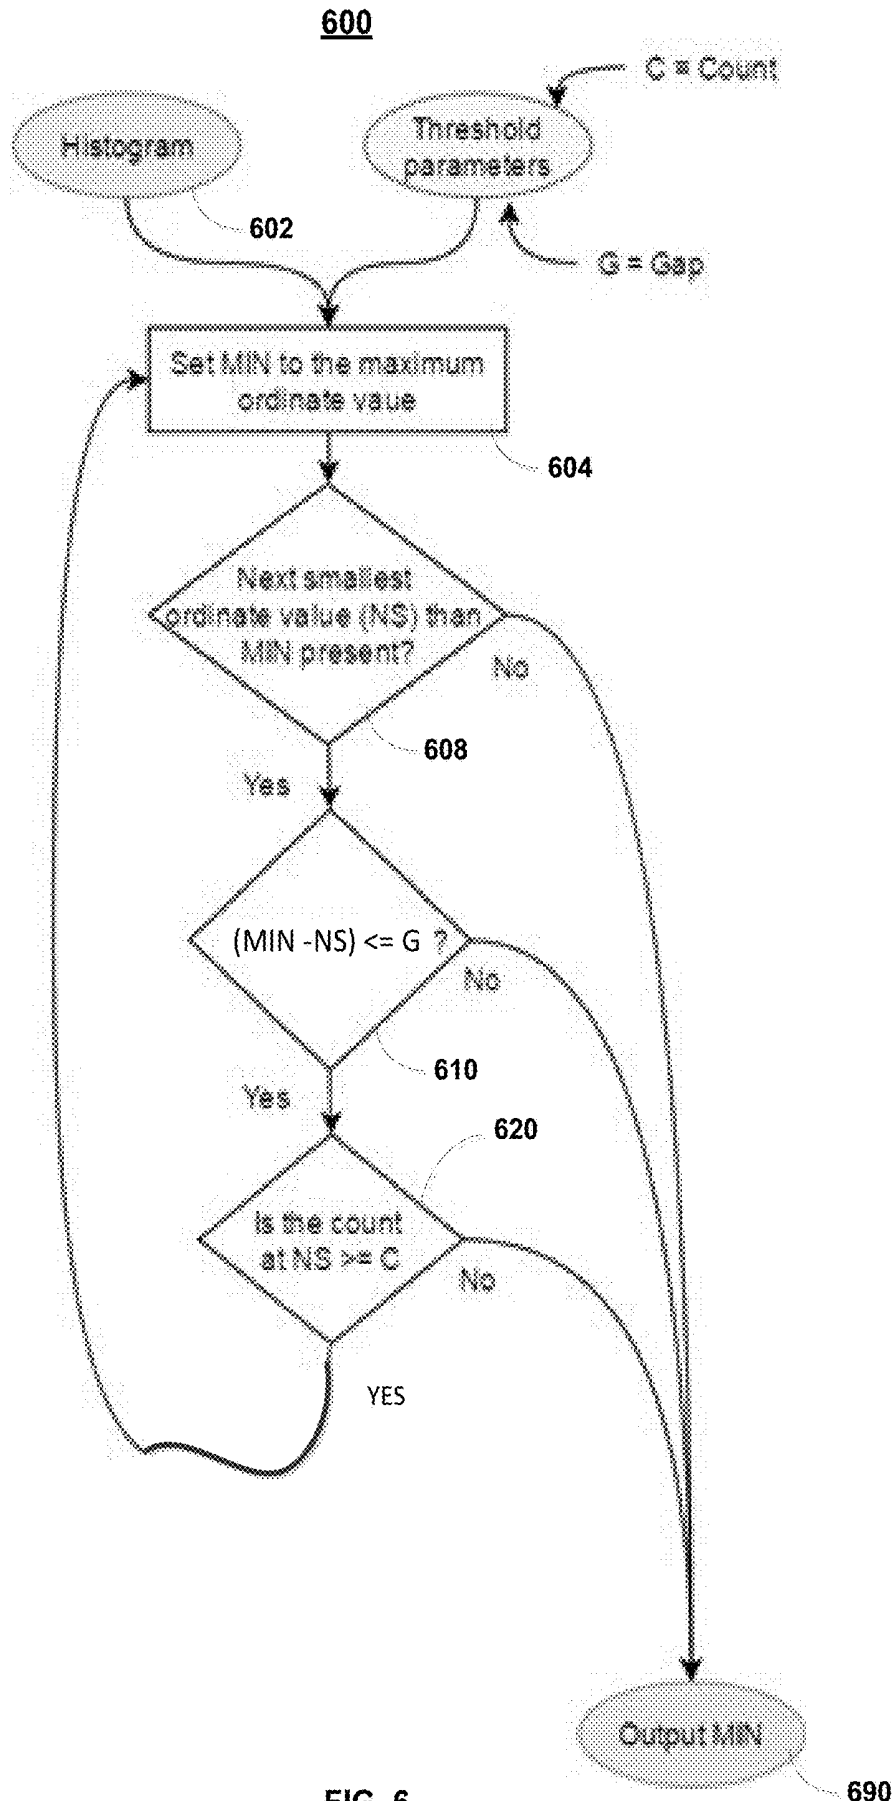 600
C = Count
Histogram
Threshold
parameters
602
G = Gap
Set MIN to the maximum
ordinate value
604
Next smallest
ordinate value (NS) than
MIN present?
No
608
Yes
(MIN -NS) <= G ?
No
610
Yes
620
Is the count
at NS >= C
No
YES
Output MIN
690
FIG. 6